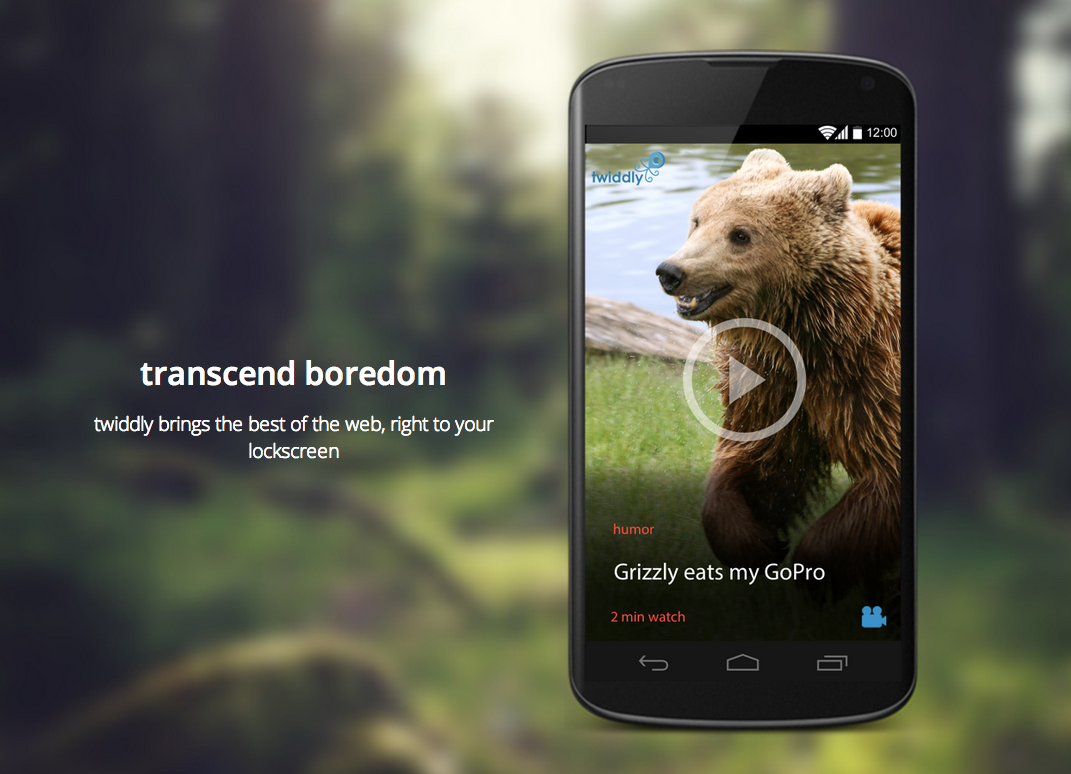 transcend boredom
twiddly brings the best of the web, right to your
lockscreen
12:00
twiddly
humor
Grizzly eats my GoPro
2 min watch